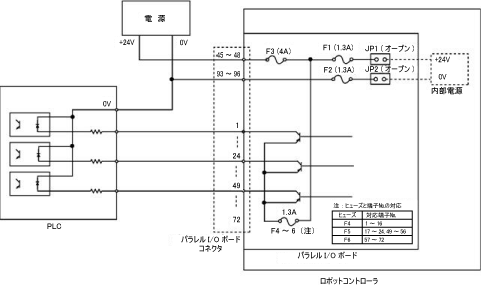 電 源
+24V
0V
45 ～ 48
F3 (4A)
F1 (1.3A)
JP1 (オープン)
+24V
93 ～ 96
F2 (1.3A)
JP2 (オープン)
0V
内部電源
0V
1
24
49
72
1.3A
F4 ～ 6 (注)
注：ヒューズと端子№の対応
ヒューズ 対応端子№
F4 1 ～ 16
F5 17 ～ 24, 49 ～ 56
F6 57 ～ 72
PLC
パラレル I/O ボード
コネクタ
パラレル I/O ボード
ロボットコントローラ